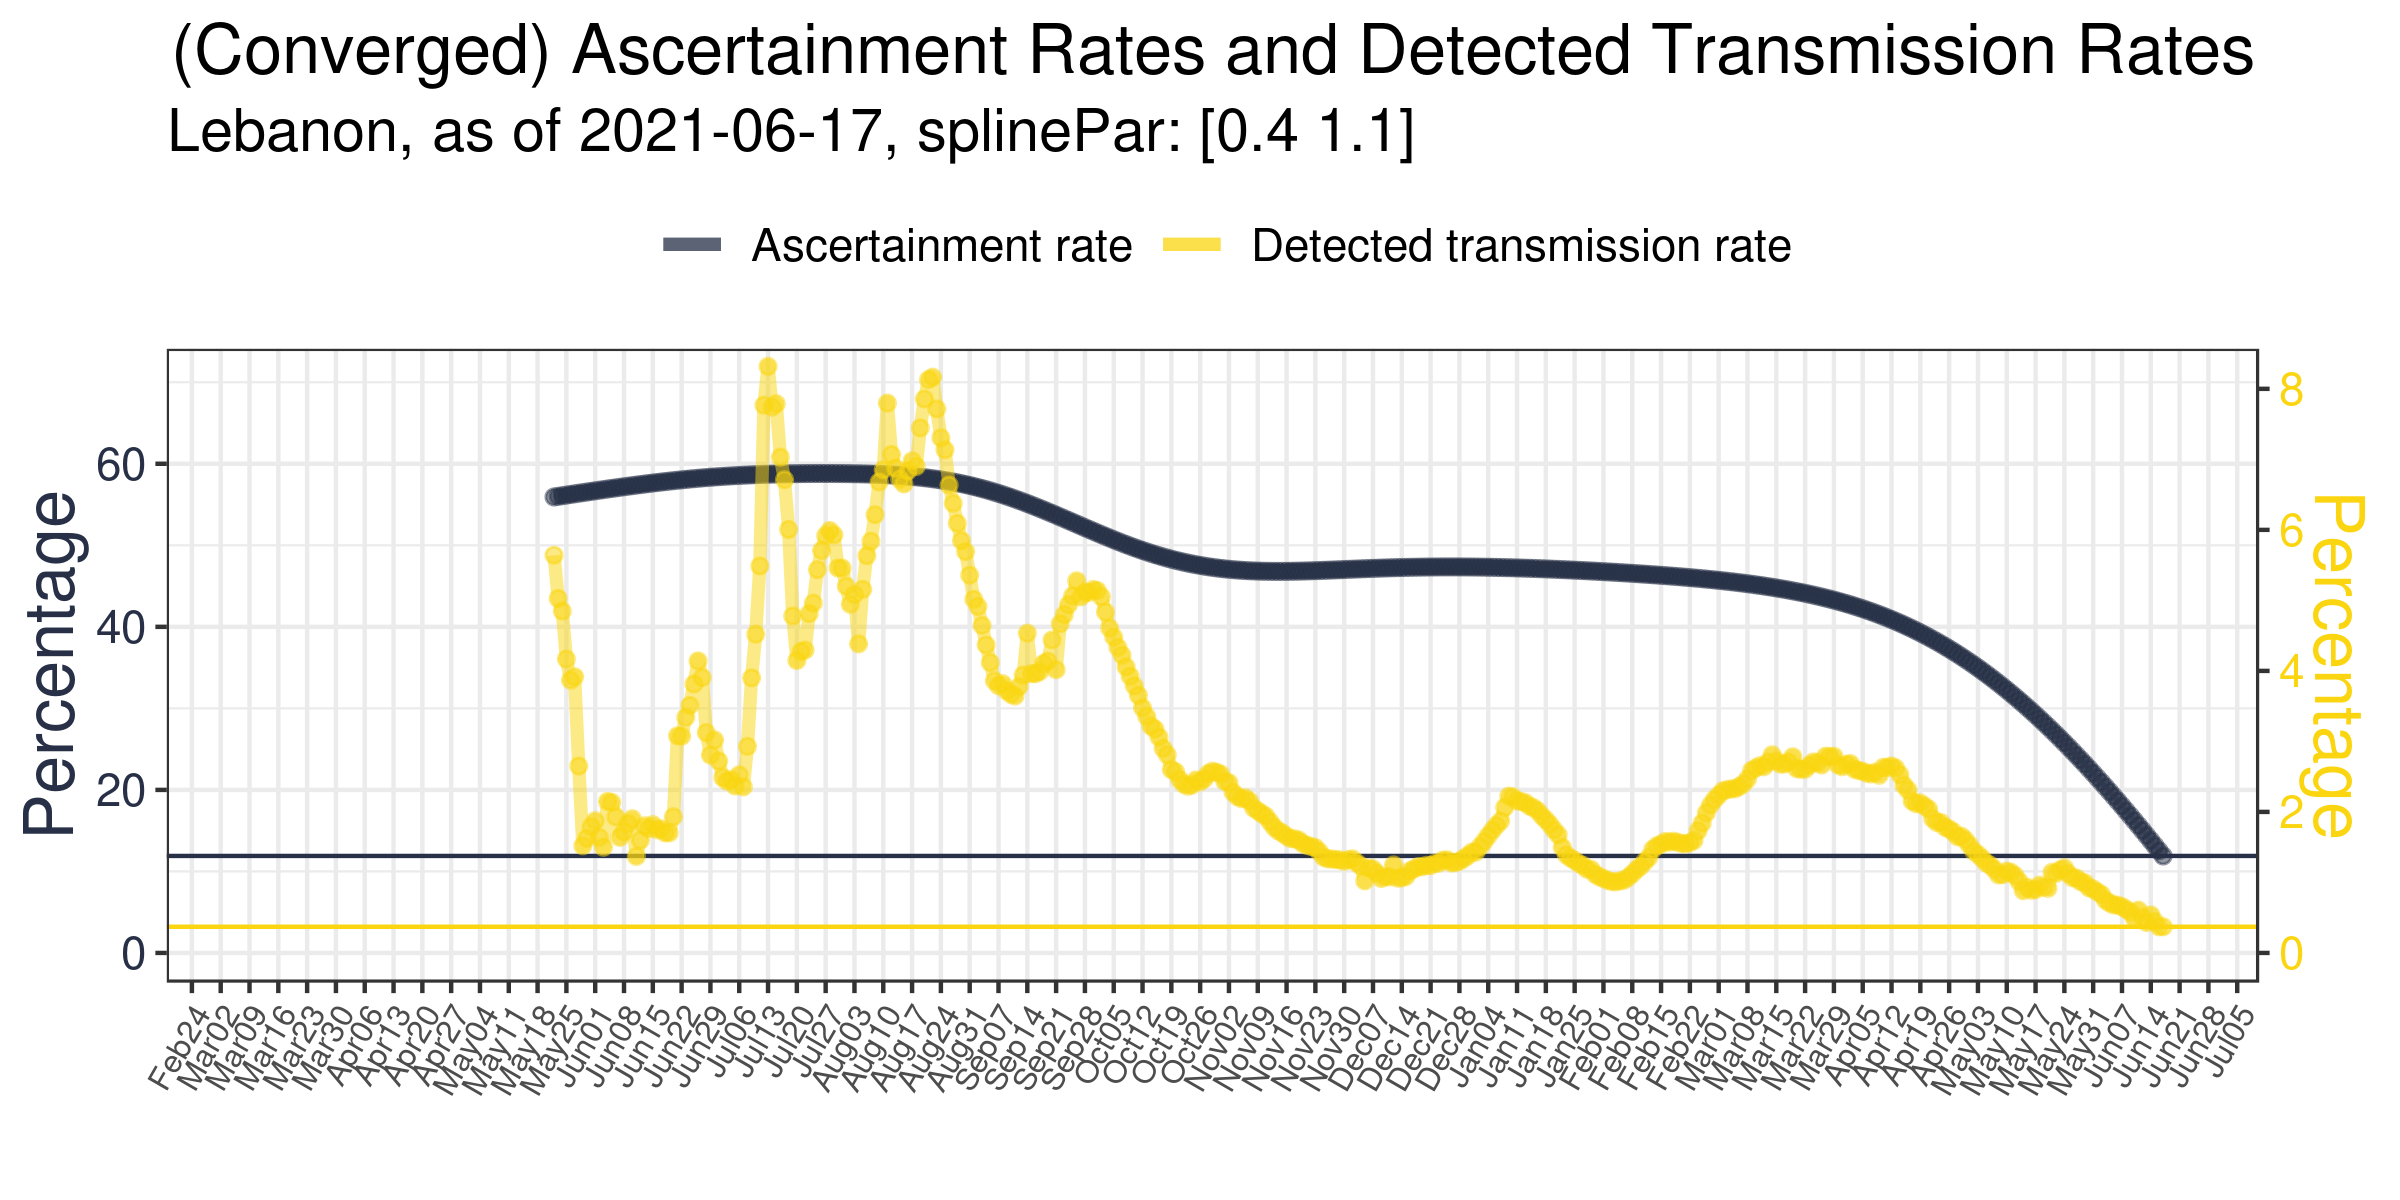 (Converged) Ascertainment Rates and Detected Transmission Rates
Lebanon, as of 2021-06-17, splinePar: [0.4 1.1]
Ascertainment rate
Detected transmission rate
Percentage
60
40
20
0
8
6
4
2
0
Percentage
Feb24
Mar02
Mar09
Mar16
Mar23
Mar30
Apr06
Apr13
Apr20
Apr27
May04
May11
May18
May25
Jun01
Jun08
Jun15
Jun22
Jun29
Jul06
Jul13
Jul20
Jul27
Aug03
Aug10
Aug17
Aug24
Aug31
Sep07
Sep14
Sep21
Sep28
Oct05
Oct12
Oct19
Oct26
Nov02
Nov09
Nov16
Nov23
Nov30
Dec07
Dec14
Dec21
Dec28
Jan04
Jan11
Jan18
Jan25
Feb01
Feb08
Feb15
Feb22
Mar01
Mar08
Mar15
Mar22
Mar29
Apr05
Apr12
Apr19
Apr26
May03
May10
May17
May24
May31
Jun07
Jun14
Jun21
Jun28
Jul05